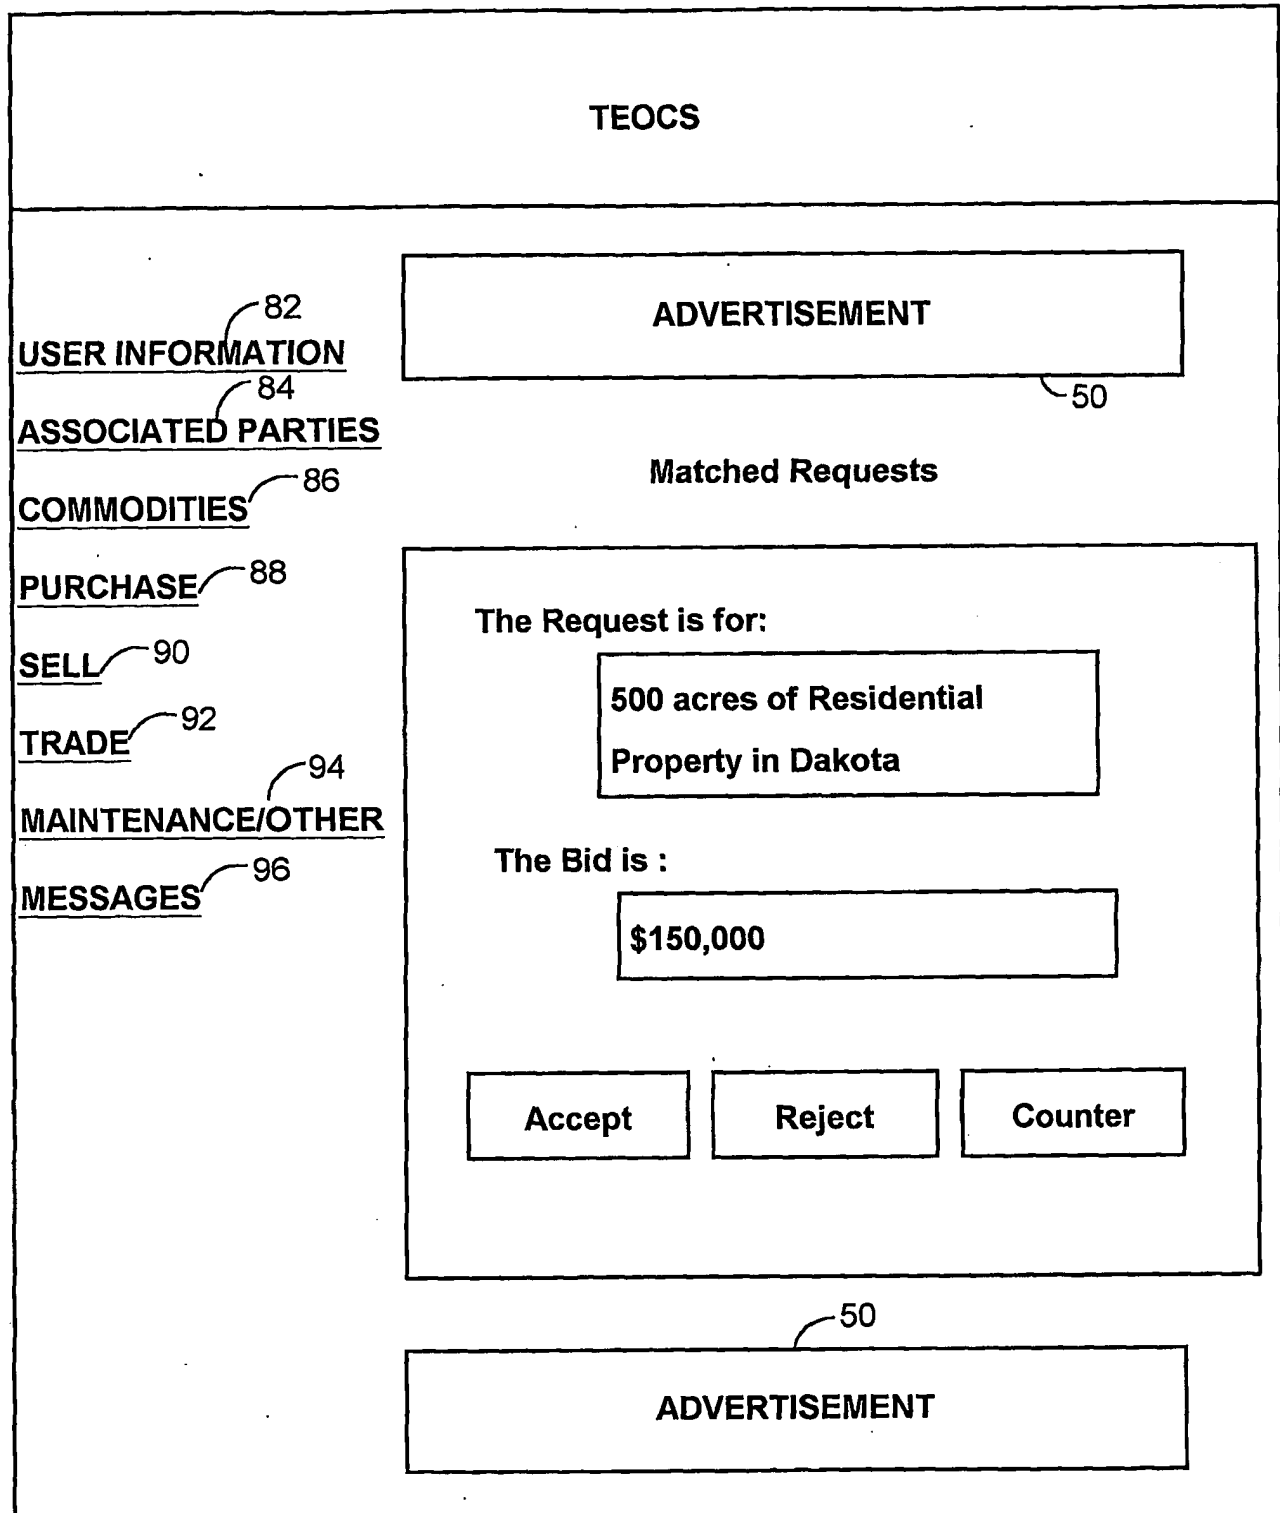 TEOCS
ADVERTISEMENT
50
82
USER INFORMATION
84
ASSOCIATED PARTIES
86
COMMODITIES
88
PURCHASE
90
SELL
92
TRADE
94
MAINTENANCE/OTHER
96
MESSAGES
Matched Requests
The Request is for:
500 acres of Residential
Property in Dakota
The Bid is :
$150,000
Accept
Reject
Counter
50
ADVERTISEMENT